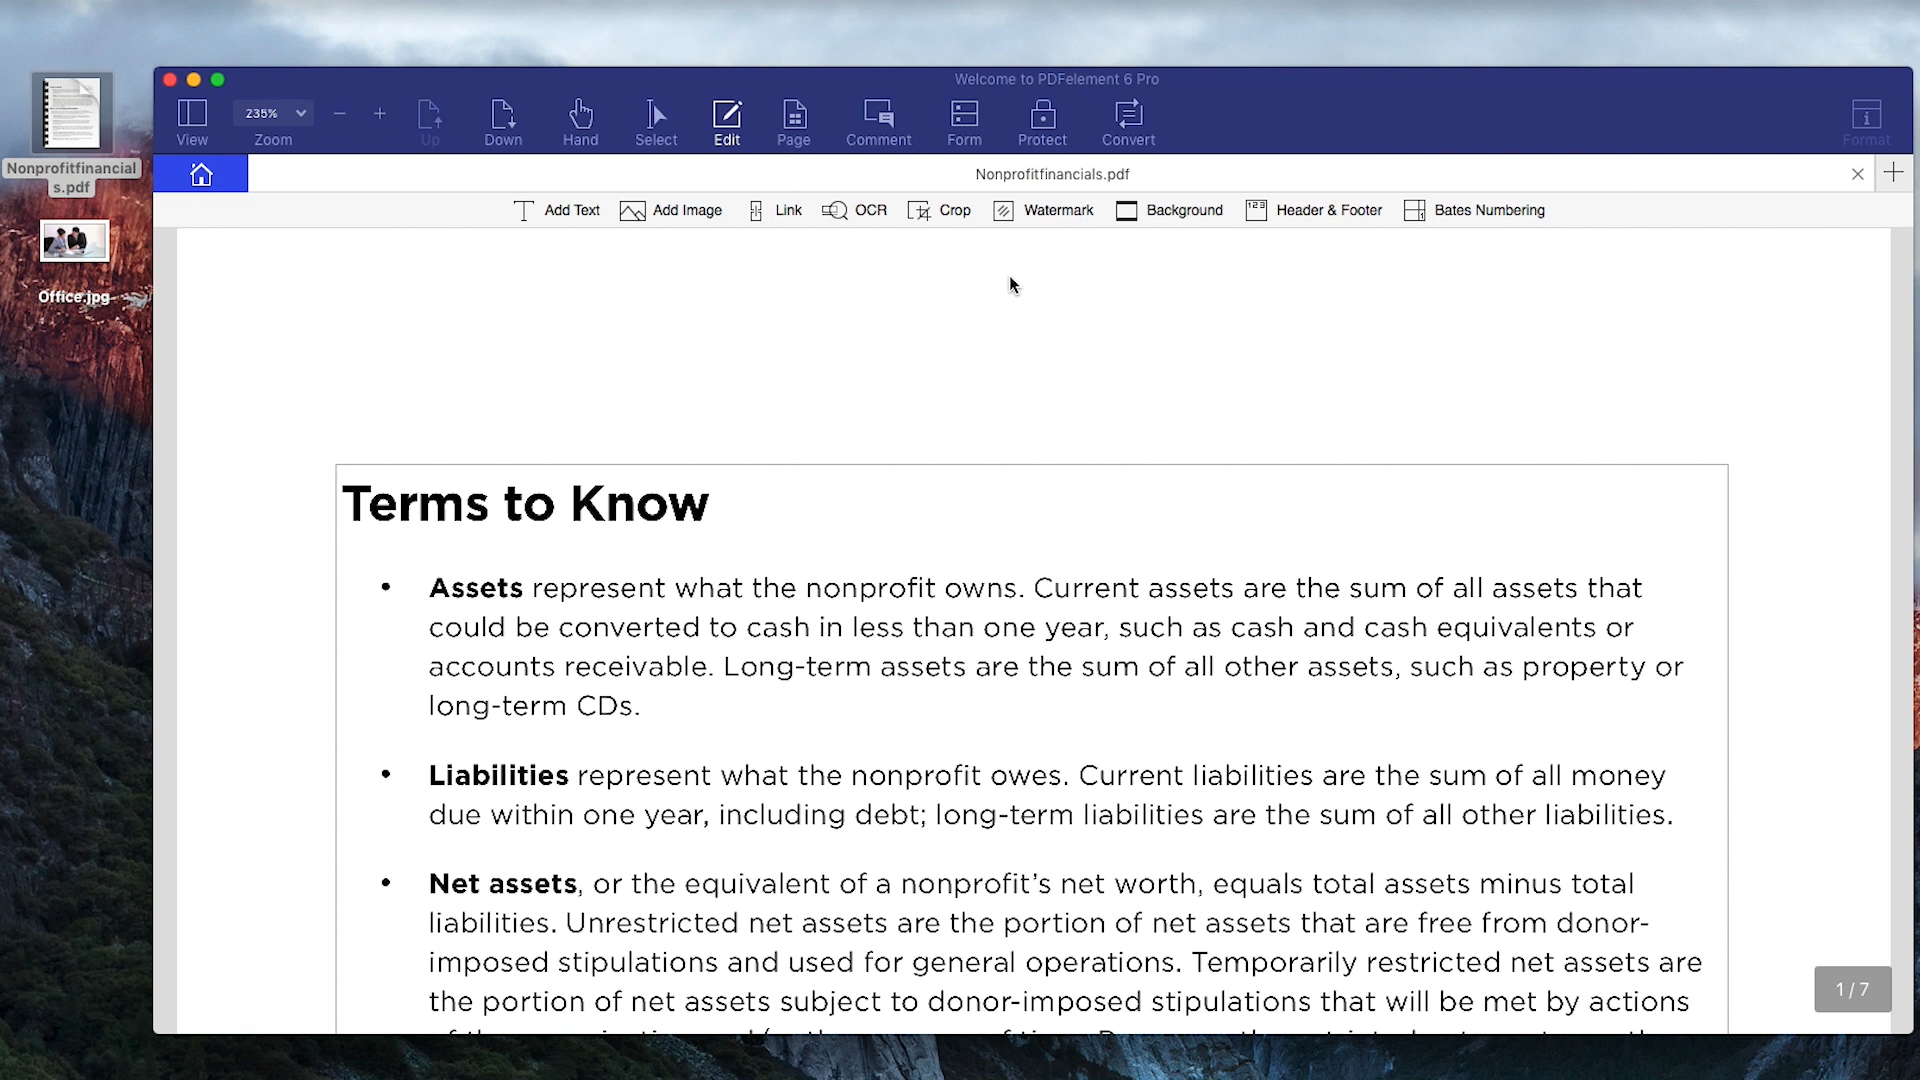 Welcome to PDFelement 6 Pro
235%
View
Zoom
Up
Down
Hand
Select
Edit
Page
Comment
Form
Protect
Convert
Format
Nonprofitfinancial
s.pdf
Nonprofitfinancials.pdf
Add Text
Add Image
Link
OCR
Crop
Watermark
Background
Header & Footer
Bates Numbering
Office.jpg
Terms to Know
• Assets represent what the nonprofit owns. Current assets are the sum of all assets that
could be converted to cash in less than one year, such as cash and cash equivalents or
accounts receivable. Long-term assets are the sum of all other assets, such as property or
long-term CDs.
• Liabilities represent what the nonprofit owes. Current liabilities are the sum of all money
due within one year, including debt; long-term liabilities are the sum of all other liabilities.
• Net assets, or the equivalent of a nonprofit’s net worth, equals total assets minus total
liabilities. Unrestricted net assets are the portion of net assets that are free from donor-
imposed stipulations and used for general operations. Temporarily restricted net assets are
the portion of net assets subject to donor-imposed stipulations that will be met by actions
1 / 7